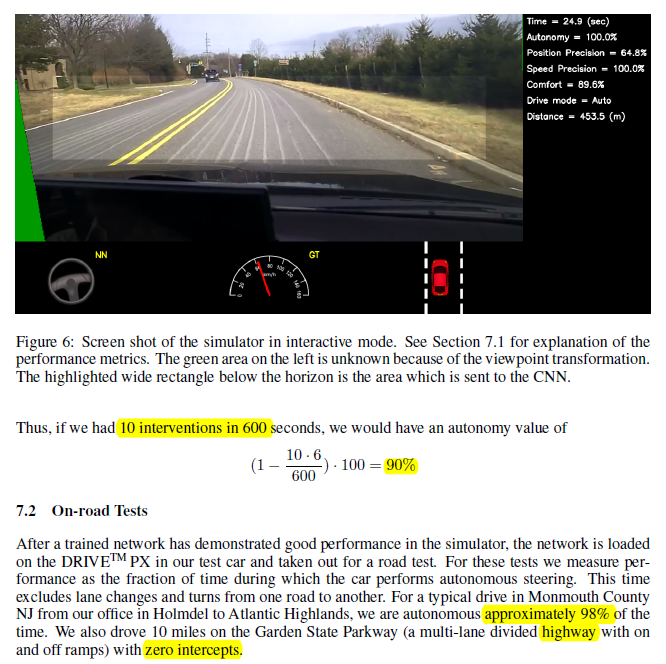 Time = 24.9 (sec)
Autonomy = 100.0%
Position Precision = 64.8%
Speed Precision = 100.0%
Comfort = 89.6%
Drive mode = Auto
Distance = 453.5 (m)
NN
GT
km/h
Figure 6: Screen shot of the simulator in interactive mode. See Section 7.1 for explanation of the
performance metrics. The green area on the left is unknown because of the viewpoint transformation.
The highlighted wide rectangle below the horizon is the area which is sent to the CNN.
Thus, if we had 10 interventions in 600 seconds, we would have an autonomy value of
(1 − 10 · 6 / 600) · 100 = 90%
7.2 On-road Tests
After a trained network has demonstrated good performance in the simulator, the network is loaded
on the DRIVE™ PX in our test car and taken out for a road test. For these tests we measure per-
formance as the fraction of time during which the car performs autonomous steering. This time
excludes lane changes and turns from one road to another. For a typical drive in Monmouth County
NJ from our office in Holmdel to Atlantic Highlands, we are autonomous approximately 98% of the
time. We also drove 10 miles on the Garden State Parkway (a multi-lane divided highway with on
and off ramps) with zero intercepts.